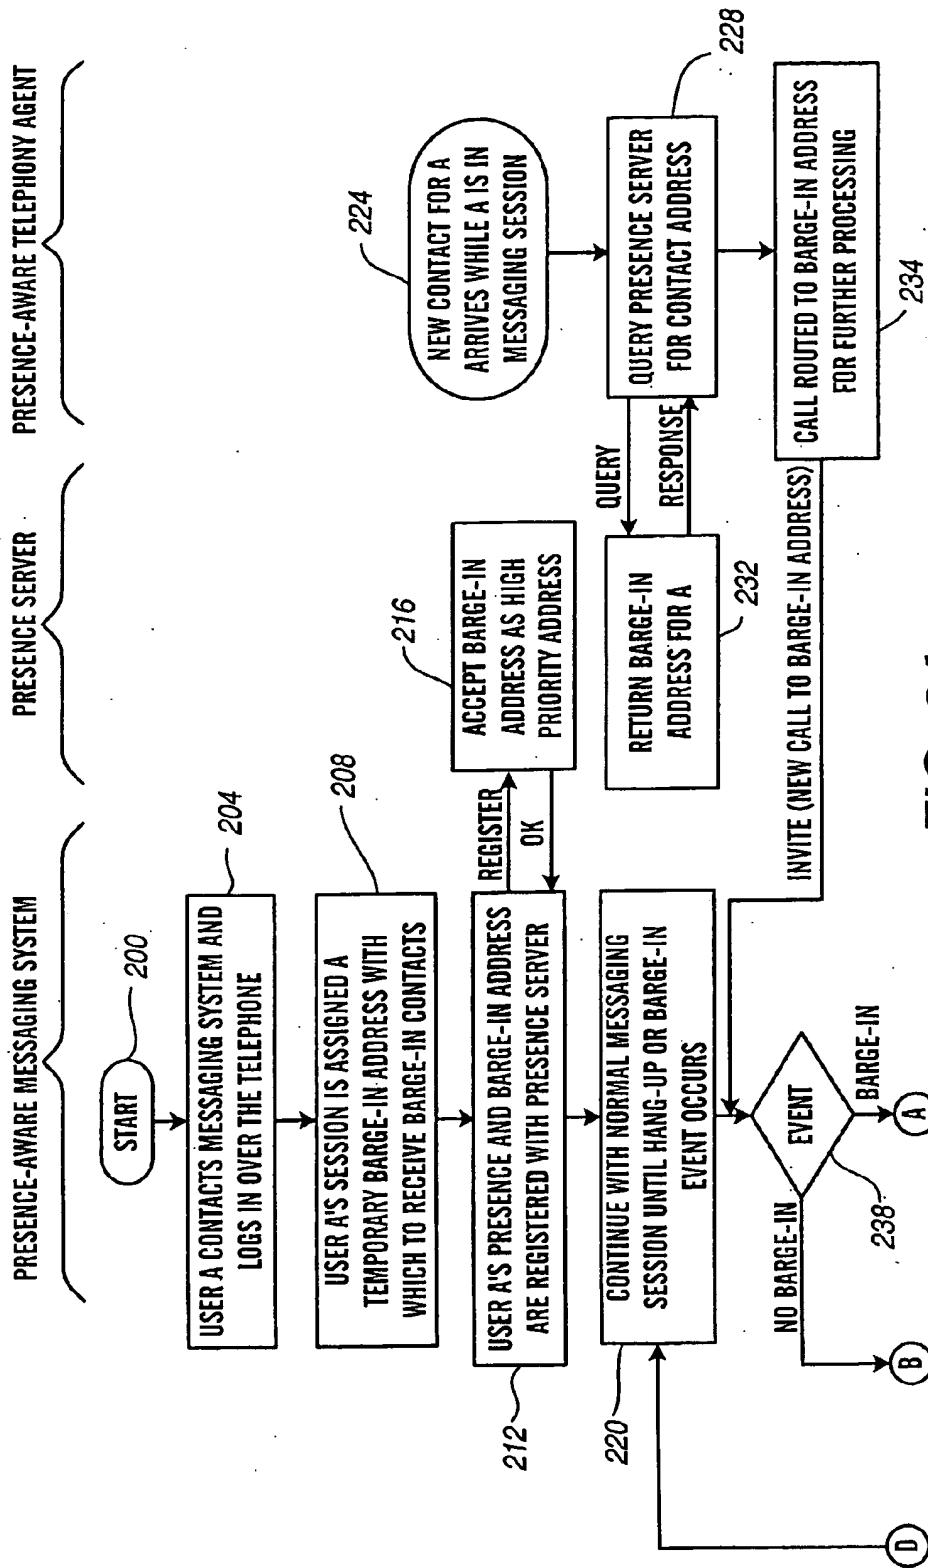 PRESENCE-AWARE MESSAGING SYSTEM
PRESENCE SERVER
PRESENCE-AWARE TELEPHONY AGENT
START
200
USER A CONTACTS MESSAGING SYSTEM AND
LOGS IN OVER THE TELEPHONE
204
USER A'S SESSION IS ASSIGNED A
TEMPORARY BARGE-IN ADDRESS WITH
WHICH TO RECEIVE BARGE-IN CONTACTS
208
USER A'S PRESENCE AND BARGE-IN ADDRESS
ARE REGISTERED WITH PRESENCE SERVER
212
REGISTER
OK
ACCEPT BARGE-IN
ADDRESS AS HIGH
PRIORITY ADDRESS
216
CONTINUE WITH NORMAL MESSAGING
SESSION UNTIL HANG-UP OR BARGE-IN
EVENT OCCURS
220
NEW CONTACT FOR A
ARRIVES WHILE A IS IN
MESSAGING SESSION
224
QUERY PRESENCE SERVER
FOR CONTACT ADDRESS
228
QUERY
RESPONSE
RETURN BARGE-IN
ADDRESS FOR A
232
CALL ROUTED TO BARGE-IN ADDRESS
FOR FURTHER PROCESSING
234
INVITE (NEW CALL TO BARGE-IN ADDRESS)
EVENT
238
NO BARGE-IN
BARGE-IN
D
B
A